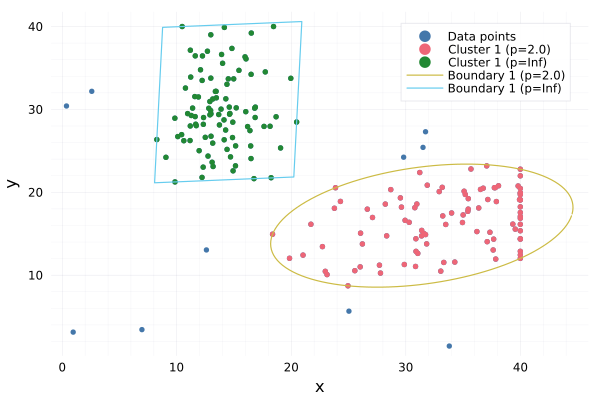 40
30
20
10
y
0
10
20
30
40
x
Data points
Cluster 1 (p=2.0)
Cluster 1 (p=Inf)
Boundary 1 (p=2.0)
Boundary 1 (p=Inf)